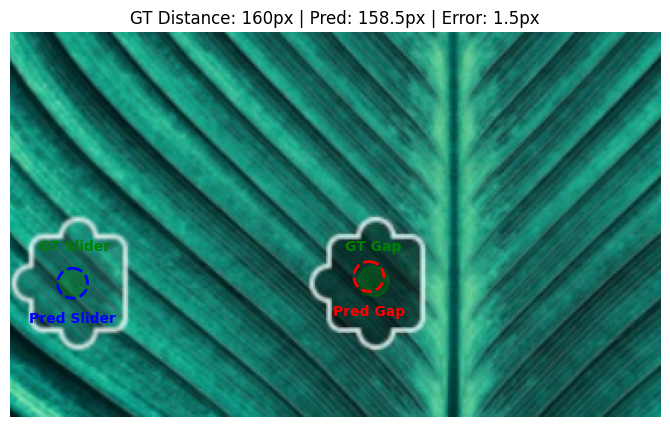 GT Distance: 160px | Pred: 158.5px | Error: 1.5px
GT Slider
GT Gap
Pred Slider
Pred Gap